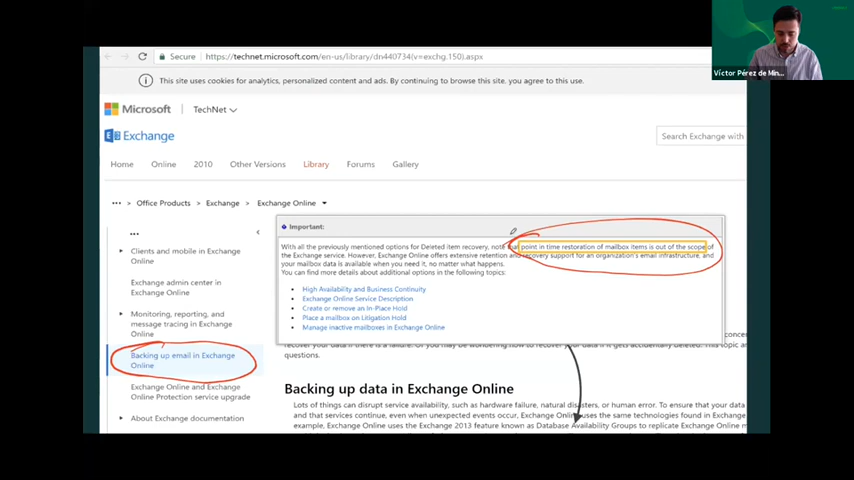 Víctor Pérez de Min...
Secure
https://technet.microsoft.com/en-us/library/dn440734(v=exchg.150).aspx
This site uses cookies for analytics, personalized content and ads. By continuing to browse this site, you agree to this use.
Microsoft
TechNet
Exchange
Search Exchange with
Home Online 2010 Other Versions Library Forums Gallery
... Office Products Exchange Exchange Online
...
Clients and mobile in Exchange
Online
Exchange admin center in
Exchange Online
Monitoring, reporting, and
message tracing in Exchange
Online
Backing up email in Exchange
Online
Exchange Online and Exchange
Online Protection service upgrade
About Exchange documentation
Important:
With all the previously mentioned options for Deleted item recovery, note that point in time restoration of mailbox items is out of the scope of
the Exchange service. However, Exchange Online offers extensive retention and recovery support for an organization's email infrastructure, and
your mailbox data is available when you need it, no matter what happens.
You can find more details about additional options in the following topics:
High Availability and Business Continuity
Exchange Online Service Description
Create or remove an In-Place Hold
Place a mailbox on Litigation Hold
Manage inactive mailboxes in Exchange Online
concer
recover your data if there is a failure. Or you may be wondering how to recover your data if it gets accidentally deleted. This topic an
questions.
Backing up data in Exchange Online
Lots of things can disrupt service availability, such as hardware failure, natural disasters, or human error. To ensure that your data
and that services continue, even when unexpected events occur, Exchange Online uses the same technologies found in Exchang
example, Exchange Online uses the Exchange 2013 feature known as Database Availability Groups to replicate Exchange Online m